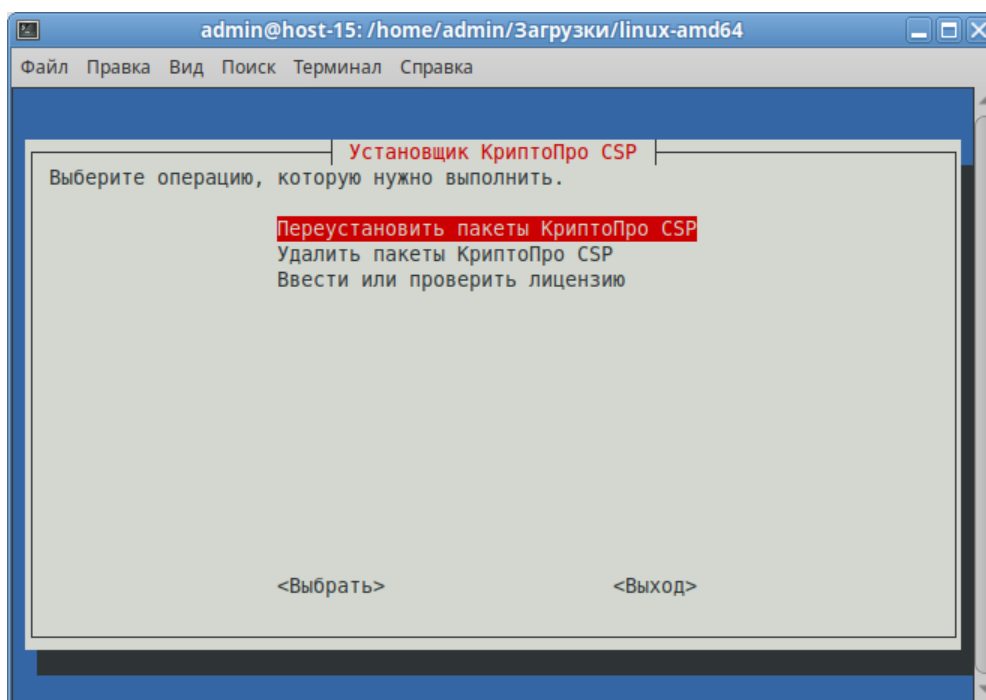 admin@host-15: /home/admin/Загрузки/linux-amd64
Файл Правка Вид Поиск Терминал Справка
Установщик КриптоПро CSP
Выберите операцию, которую нужно выполнить.
Переустановить пакеты КриптоПро CSP
Удалить пакеты КриптоПро CSP
Ввести или проверить лицензию
<Выбрать> <Выход>